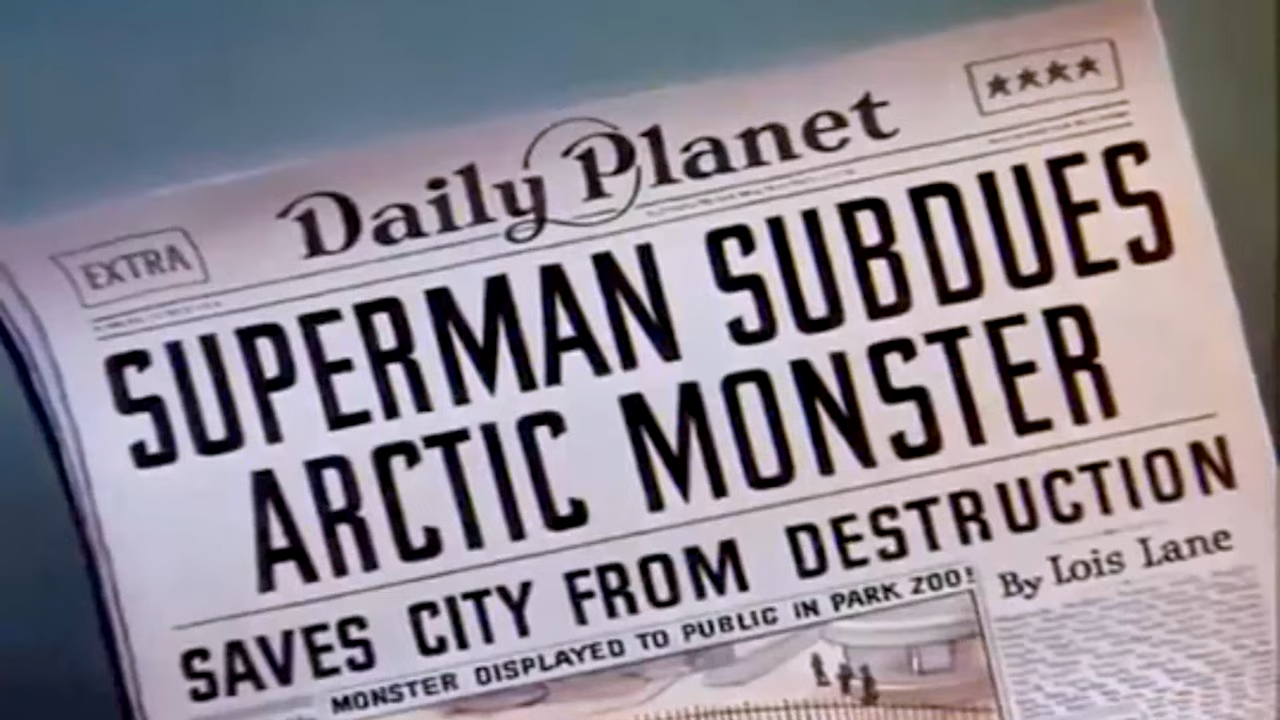 EXTRA
Daily Planet
★★★★
SUPERMAN SUBDUES
ARCTIC MONSTER
SAVES CITY FROM DESTRUCTION
MONSTER DISPLAYED TO PUBLIC IN PARK ZOO!
By Lois Lane